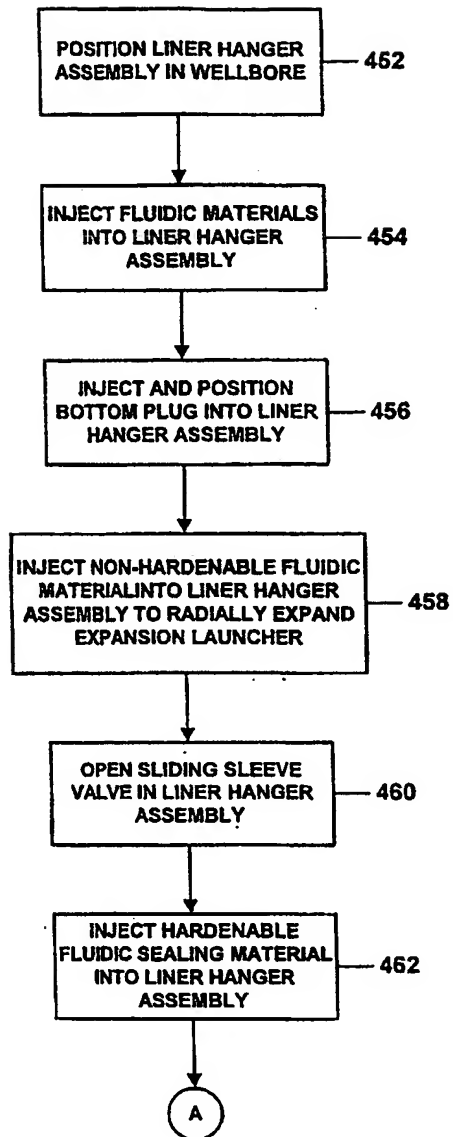 POSITION LINER HANGER
ASSEMBLY IN WELLBORE
452
INJECT FLUIDIC MATERIALS
INTO LINER HANGER
ASSEMBLY
454
INJECT AND POSITION
BOTTOM PLUG INTO LINER
HANGER ASSEMBLY
456
INJECT NON-HARDENABLE FLUIDIC
MATERIALINTO LINER HANGER
ASSEMBLY TO RADIALLY EXPAND
EXPANSION LAUNCHER
458
OPEN SLIDING SLEEVE
VALVE IN LINER HANGER
ASSEMBLY
460
INJECT HARDENABLE
FLUIDIC SEALING MATERIAL
INTO LINER HANGER
ASSEMBLY
462
A